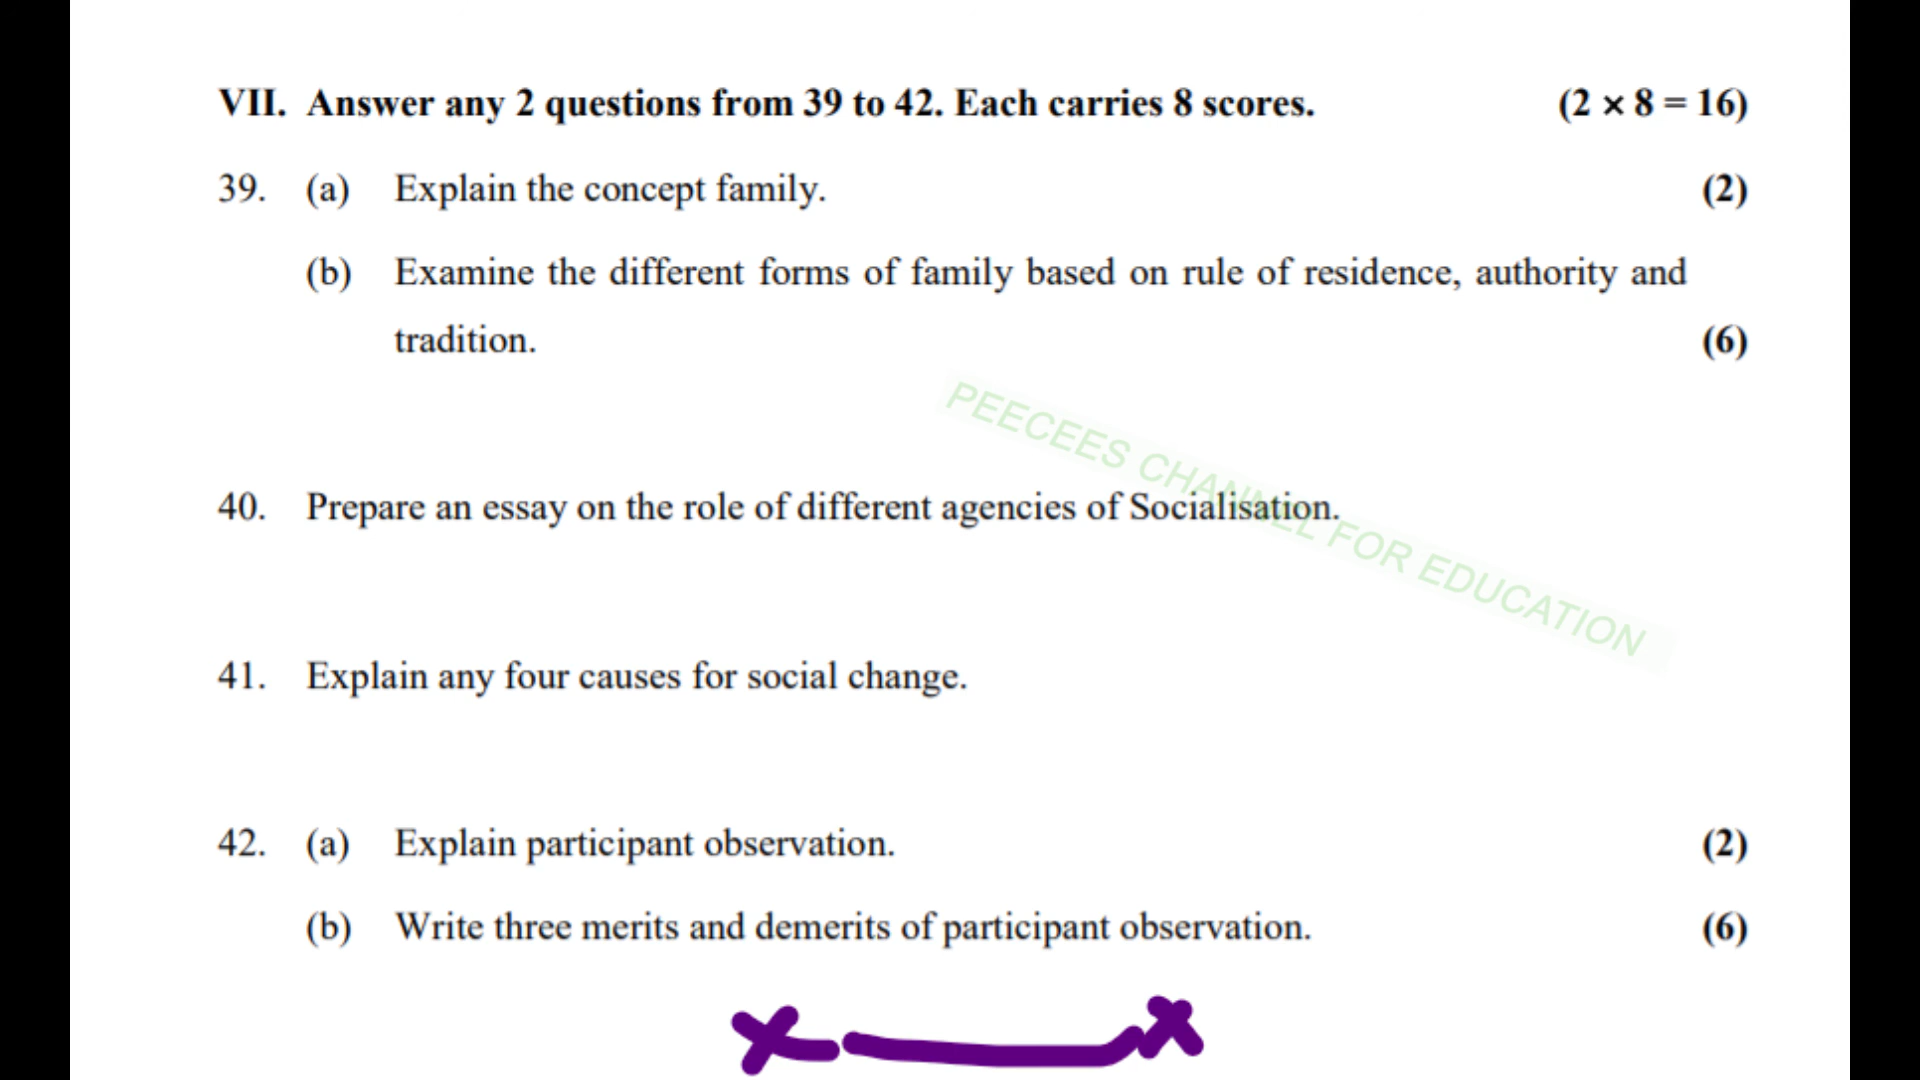 VII. Answer any 2 questions from 39 to 42. Each carries 8 scores. (2 × 8 = 16)
39. (a) Explain the concept family. (2)
(b) Examine the different forms of family based on rule of residence, authority and
tradition. (6)
PEECEES CHANNEL FOR EDUCATION
40. Prepare an essay on the role of different agencies of Socialisation.
41. Explain any four causes for social change.
42. (a) Explain participant observation. (2)
(b) Write three merits and demerits of participant observation. (6)